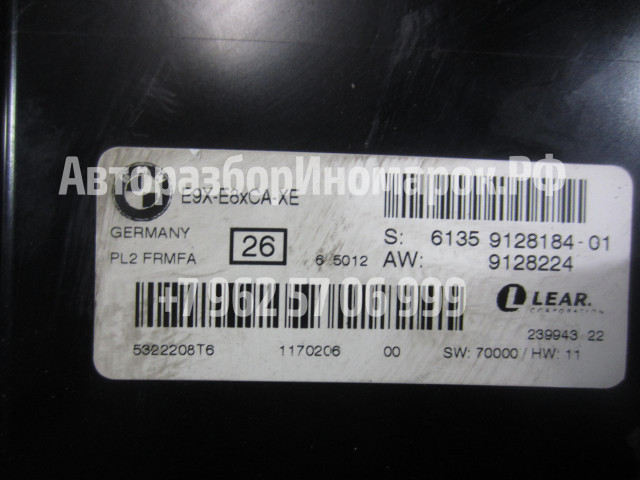 АвторазборИномарок.РФ
E9X-E8xCA-XE
GERMANY
26
S: 6135 9128184-01
PL2 FRMFA
6 5012
AW: 9128224
+7 962 57 06 999
LEAR.
CORPORATION
239943 22
5322208T6 1170206 00 SW: 70000 / HW: 11